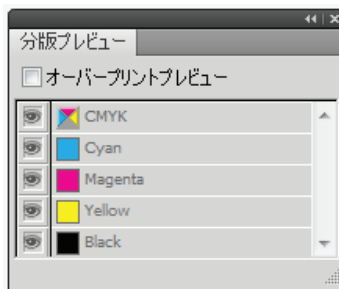 分版プレビュー
オーバープリントプレビュー
CMYK
Cyan
Magenta
Yellow
Black